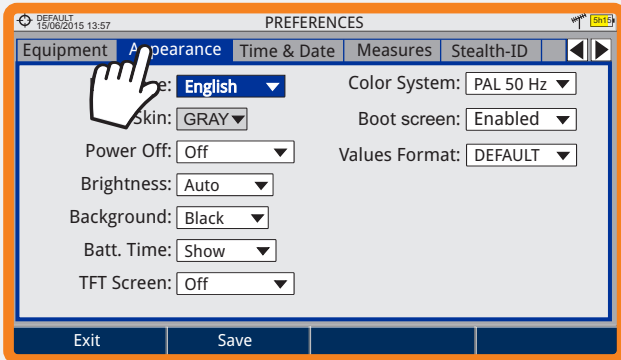 DEFAULT
15/06/2015 13:57
PREFERENCES
5h15
Equipment Appearance Time & Date Measures Stealth-ID
English
Color System: PAL 50 Hz
Skin: GRAY
Boot screen: Enabled
Power Off: Off
Values Format: DEFAULT
Brightness: Auto
Background: Black
Batt. Time: Show
TFT Screen: Off
Exit Save